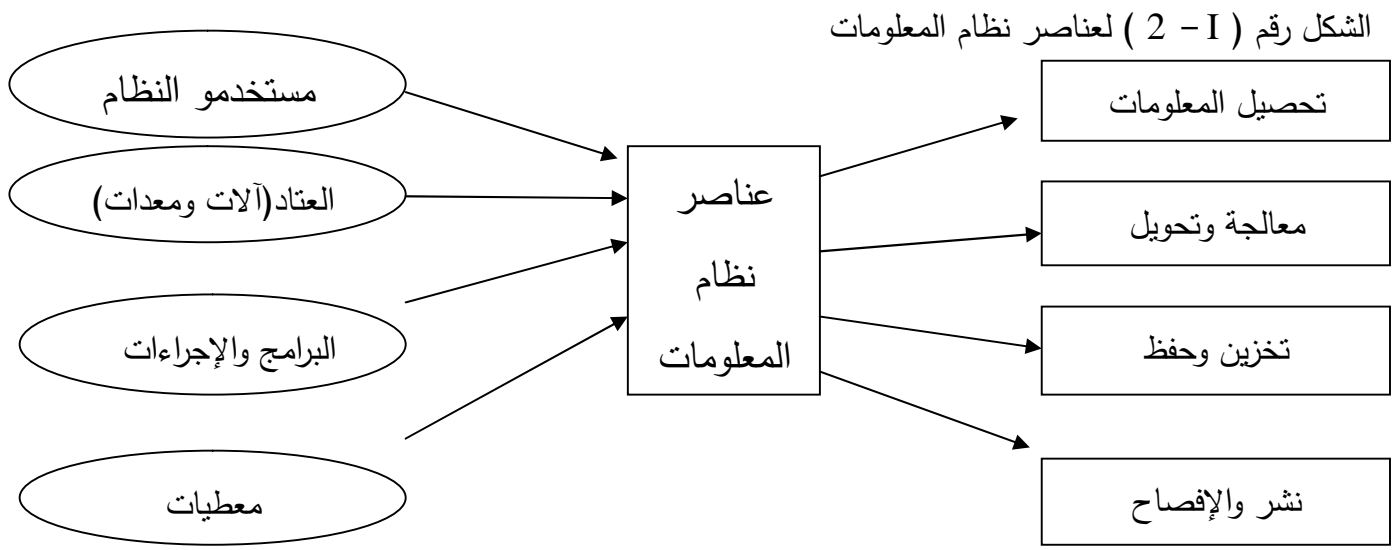 الشكل رقم ( I - 2 ) لعناصر نظام المعلومات
تحصيل المعلومات
معالجة وتحويل
تخزين وحفظ
نشر والإفصاح
عناصر
نظام
المعلومات
مستخدمو النظام
العتاد(آلات ومعدات)
البرامج والإجراءات
معطيات